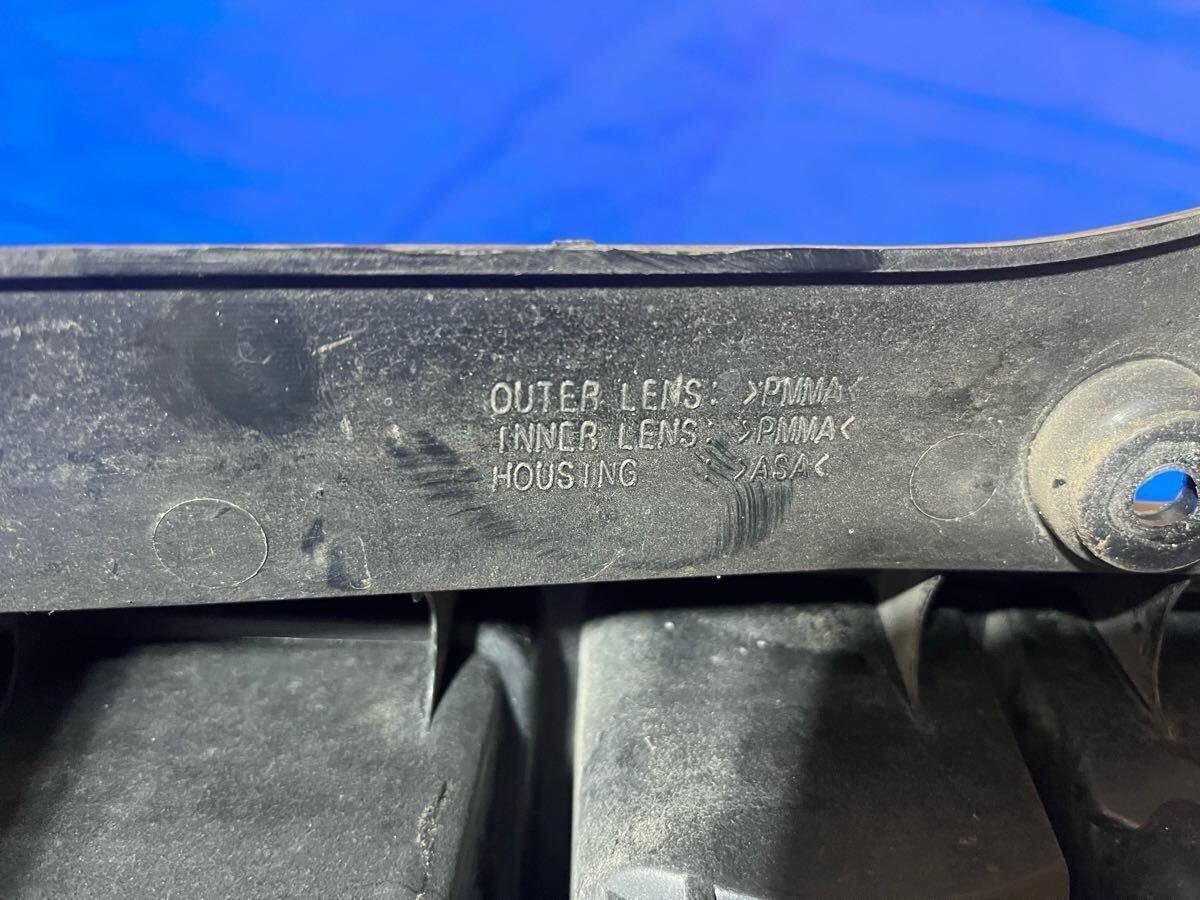 OUTER LENS: >PMMA<
INNER LENS: >PMMA<
HOUSING : >ASA<